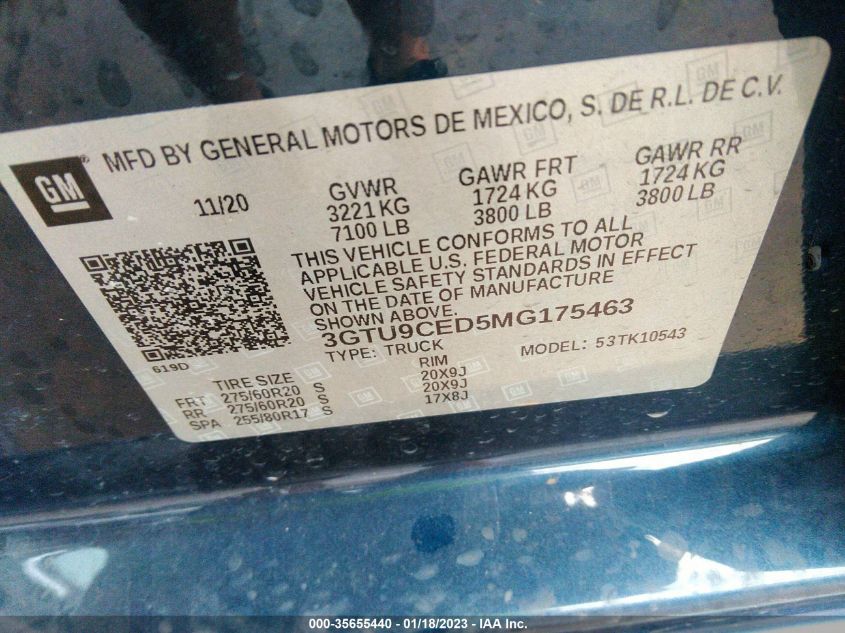 GM ® MFD BY GENERAL MOTORS DE MEXICO, S. DE R.L. DE C.V.
11/20
GVWR GAWR FRT GAWR RR
3221 KG 1724 KG 1724 KG
7100 LB 3800 LB 3800 LB
THIS VEHICLE CONFORMS TO ALL
APPLICABLE U.S. FEDERAL MOTOR
VEHICLE SAFETY STANDARDS IN EFFECT
ON THE DATE OF MANUFACTURE
SHOWN ABOVE.
3GTU9CED5MG175463
619D
TYPE: TRUCK MODEL: 53TK10543
TIRE SIZE RIM
FRT 275/60R20 S 20X9J
RR 275/60R20 S 20X9J
SPA 255/80R17 S 17X8J
000-35655440 - 01/18/2023 - IAA Inc.